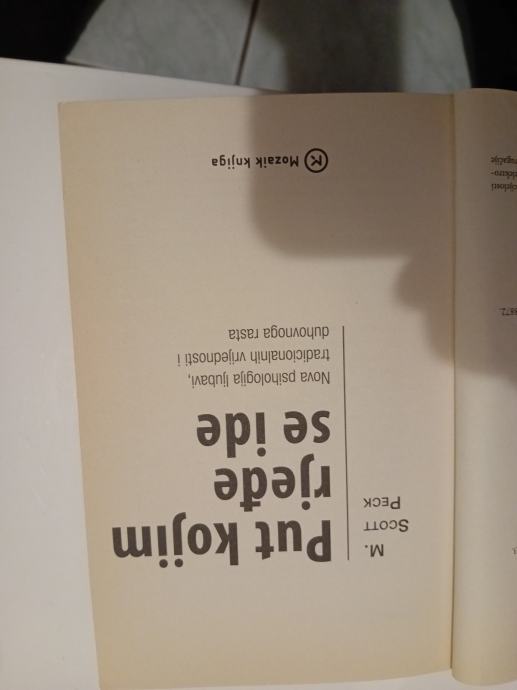 M.
SCOTT
PECK
Put kojim
rjeđe
se ide
Nova psihologija ljubavi,
tradicionalnih vrijednosti i
duhovnoga rasta
K Mozaik knjiga